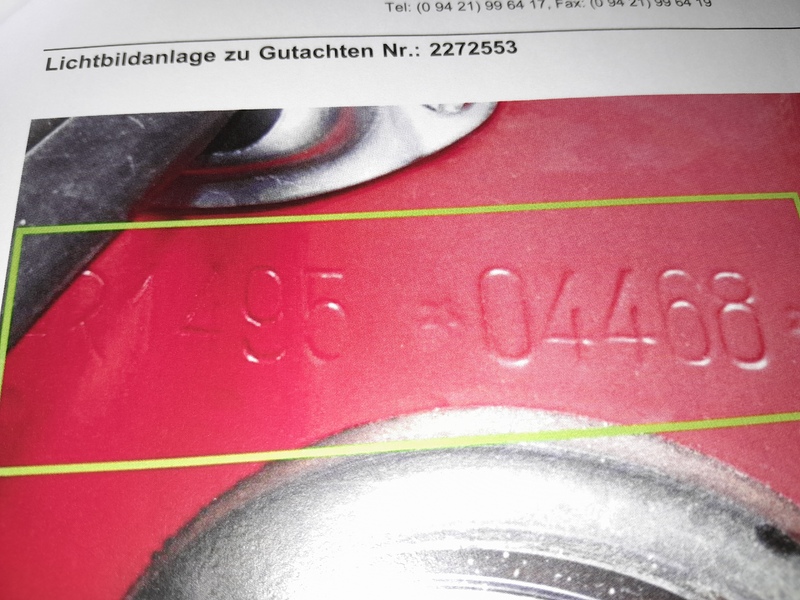 Tel: (0 94 21) 99 64 17, Fax: (0 94 21) 99 64 19
Lichtbildanlage zu Gutachten Nr.: 2272553
R1495 * 04468 *